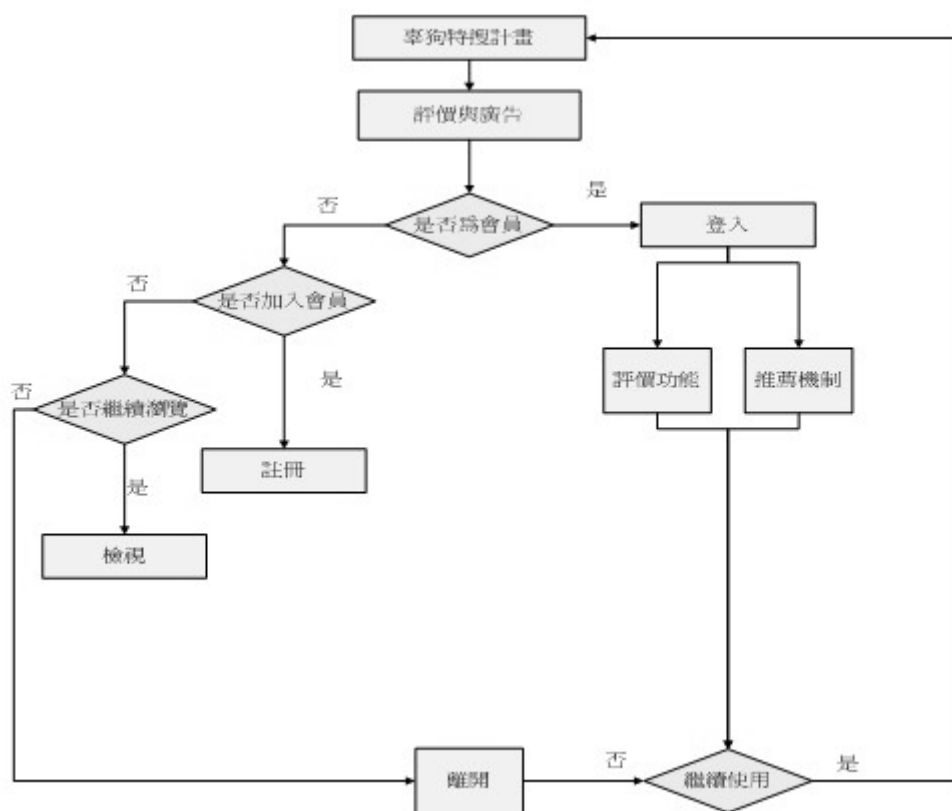 辜狗特搜計畫
評價與廣告
否
是
是否為會員
登入
否
是否加入會員
是
評價功能
推薦機制
否
是否繼續瀏覽
註冊
是
檢視
離開
否
繼續使用
是